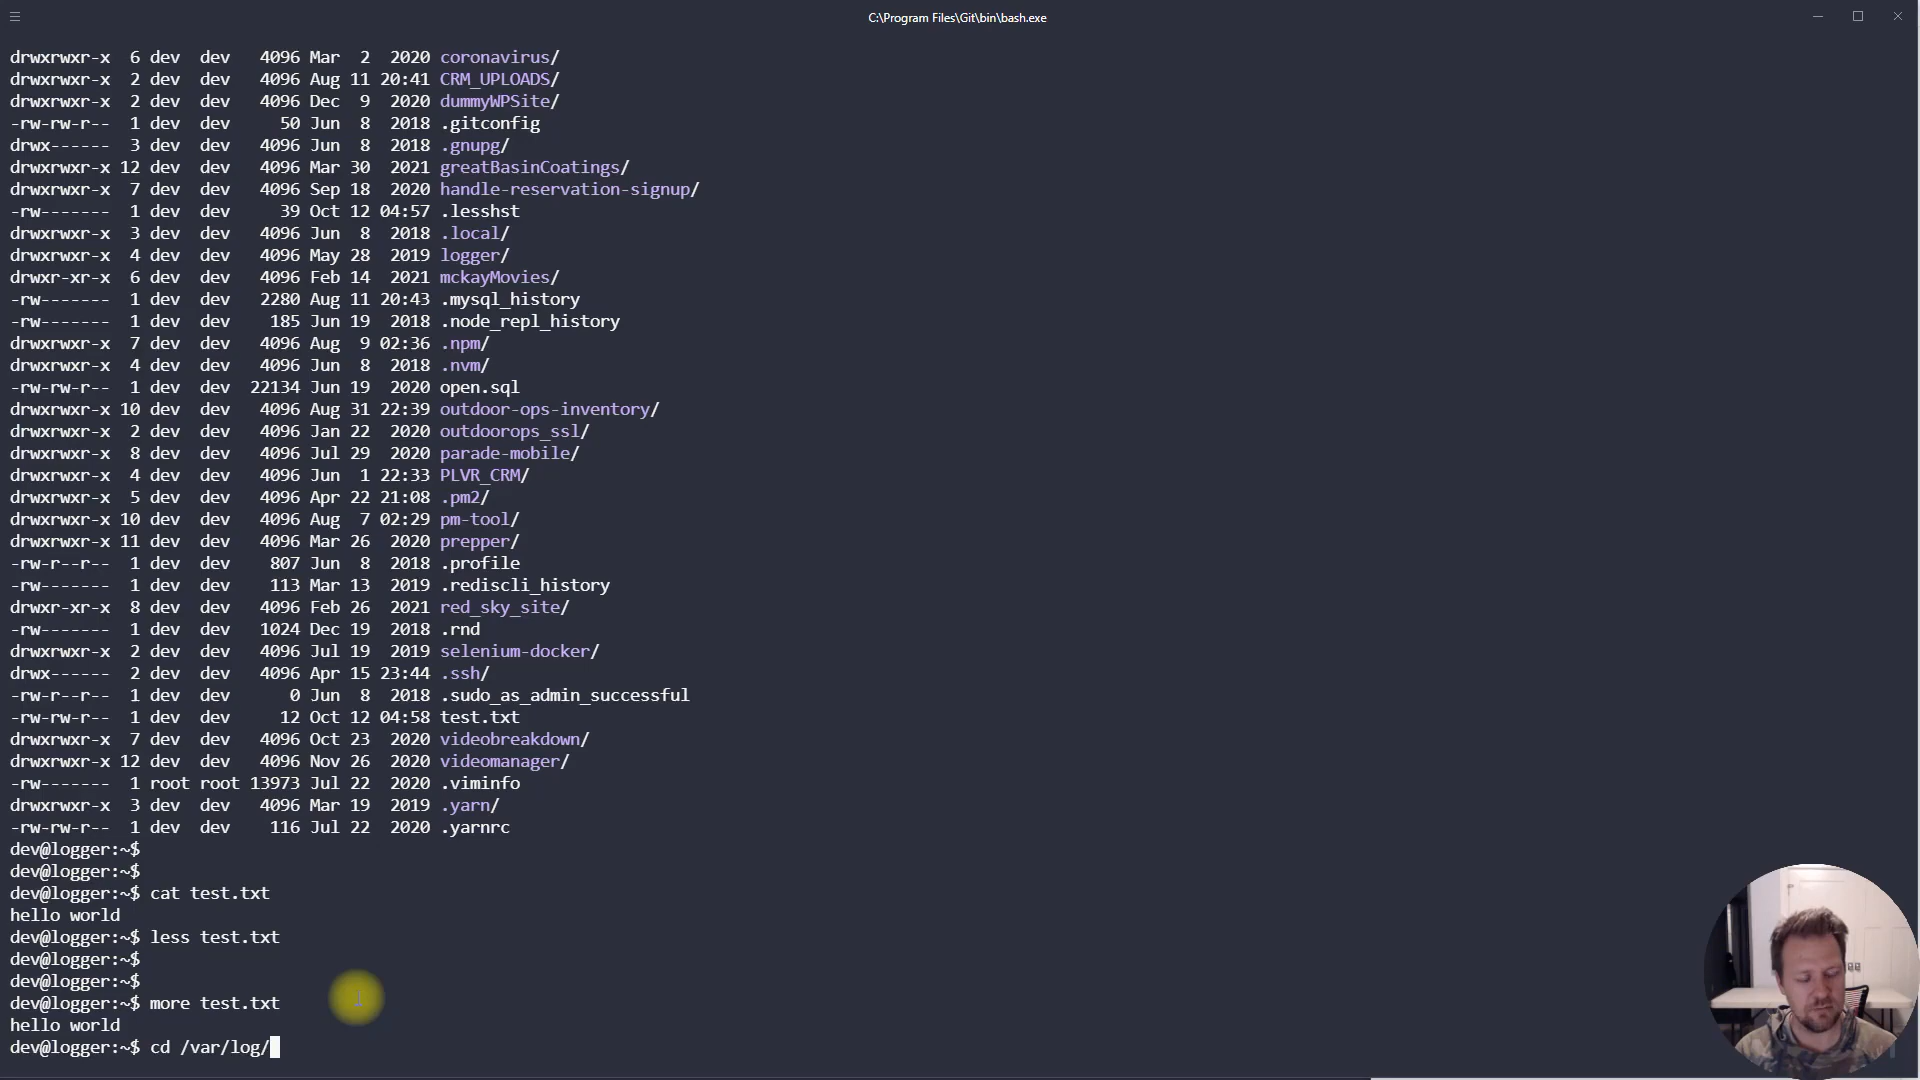 C:\Program Files\Git\bin\bash.exe
drwxrwxr-x  6 dev  dev   4096 Mar  2  2020 coronavirus/
drwxrwxr-x  2 dev  dev   4096 Aug 11 20:41 CRM_UPLOADS/
drwxrwxr-x  2 dev  dev   4096 Dec  9  2020 dummyWPSite/
-rw-rw-r--  1 dev  dev     50 Jun  8  2018 .gitconfig
drwx------  3 dev  dev   4096 Jun  8  2018 .gnupg/
drwxrwxr-x 12 dev  dev   4096 Mar 30  2021 greatBasinCoatings/
drwxrwxr-x  7 dev  dev   4096 Sep 18  2020 handle-reservation-signup/
-rw-------  1 dev  dev     39 Oct 12 04:57 .lesshst
drwxrwxr-x  3 dev  dev   4096 Jun  8  2018 .local/
drwxrwxr-x  4 dev  dev   4096 May 28  2019 logger/
drwxr-xr-x  6 dev  dev   4096 Feb 14  2021 mckayMovies/
-rw-------  1 dev  dev   2280 Aug 11 20:43 .mysql_history
-rw-------  1 dev  dev    185 Jun 19  2018 .node_repl_history
drwxrwxr-x  7 dev  dev   4096 Aug  9 02:36 .npm/
drwxrwxr-x  4 dev  dev   4096 Jun  8  2018 .nvm/
-rw-rw-r--  1 dev  dev  22134 Jun 19  2020 open.sql
drwxrwxr-x 10 dev  dev   4096 Aug 31 22:39 outdoor-ops-inventory/
drwxrwxr-x  2 dev  dev   4096 Jan 22  2020 outdoorops_ssl/
drwxrwxr-x  8 dev  dev   4096 Jul 29  2020 parade-mobile/
drwxrwxr-x  4 dev  dev   4096 Jun  1 22:33 PLVR_CRM/
drwxrwxr-x  5 dev  dev   4096 Apr 22 21:08 .pm2/
drwxrwxr-x 10 dev  dev   4096 Aug  7 02:29 pm-tool/
drwxrwxr-x 11 dev  dev   4096 Mar 26  2020 prepper/
-rw-r--r--  1 dev  dev    807 Jun  8  2018 .profile
-rw-------  1 dev  dev    113 Mar 13  2019 .rediscli_history
drwxr-xr-x  8 dev  dev   4096 Feb 26  2021 red_sky_site/
-rw-------  1 dev  dev   1024 Dec 19  2018 .rnd
drwxrwxr-x  2 dev  dev   4096 Jul 19  2019 selenium-docker/
drwx------  2 dev  dev   4096 Apr 15 23:44 .ssh/
-rw-r--r--  1 dev  dev      0 Jun  8  2018 .sudo_as_admin_successful
-rw-rw-r--  1 dev  dev     12 Oct 12 04:58 test.txt
drwxrwxr-x  7 dev  dev   4096 Oct 23  2020 videobreakdown/
drwxrwxr-x 12 dev  dev   4096 Nov 26  2020 videomanager/
-rw-------  1 root root 13973 Jul 22  2020 .viminfo
drwxrwxr-x  3 dev  dev   4096 Mar 19  2019 .yarn/
-rw-rw-r--  1 dev  dev    116 Jul 22  2020 .yarnrc
dev@logger:~$
dev@logger:~$
dev@logger:~$ cat test.txt
hello world
dev@logger:~$ less test.txt
dev@logger:~$
dev@logger:~$
dev@logger:~$ more test.txt
hello world
dev@logger:~$ cd /var/log/